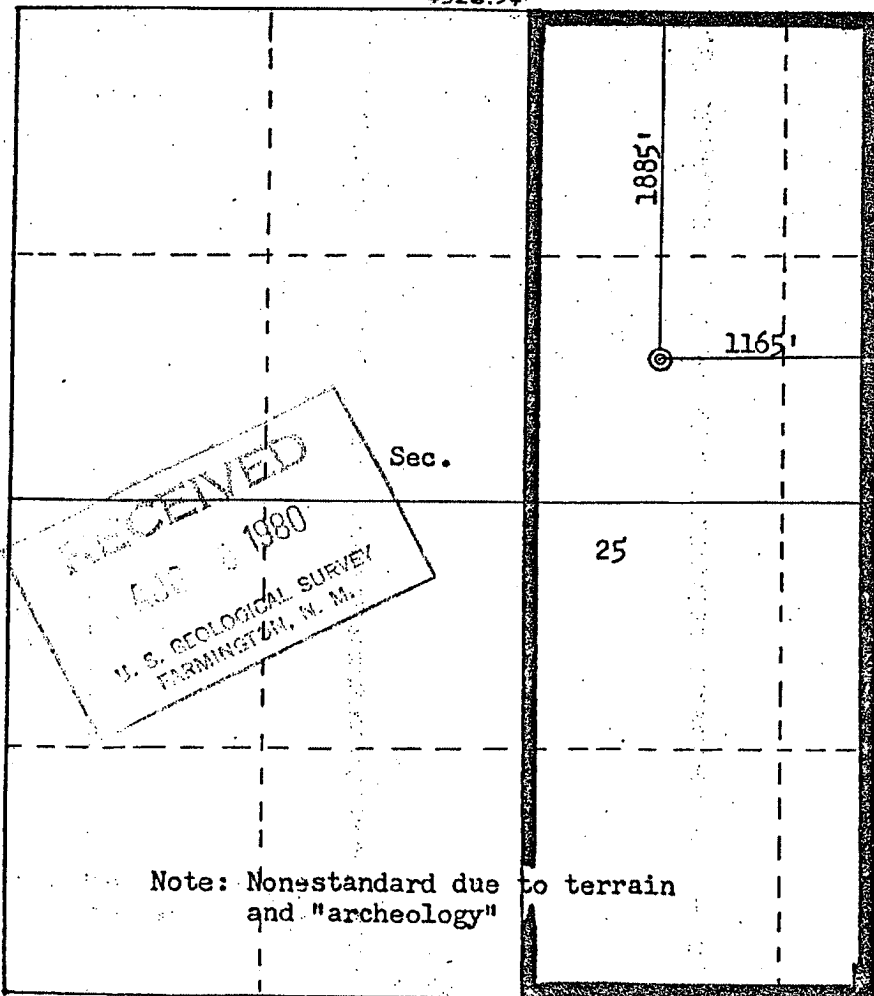 1885'
1165'
Sec.
RECEIVED
1980
U. S. GEOLOGICAL SURVEY
FARMINGTON, N. M.
25
Note: Nonstandard due to terrain
and "archeology"